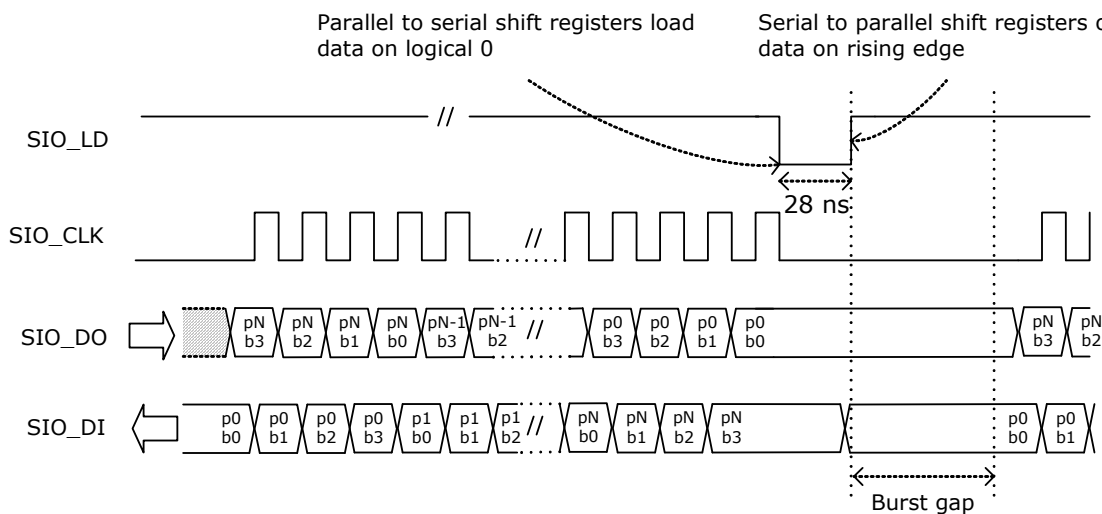 Parallel to serial shift registers load
data on logical 0
Serial to parallel shift registers
data on rising edge
SIO_LD
//
28 ns
SIO_CLK
//
SIO_DO
pN b3
pN b2
pN b1
pN b0
pN-1 b3
pN-1 b2
//
p0 b3
p0 b2
p0 b1
p0 b0
pN b3
pN b2
SIO_DI
p0 b0
p0 b1
p0 b2
p0 b3
p1 b0
p1 b1
p1 b2
//
pN b0
pN b1
pN b2
pN b3
p0 b0
p0 b1
Burst gap